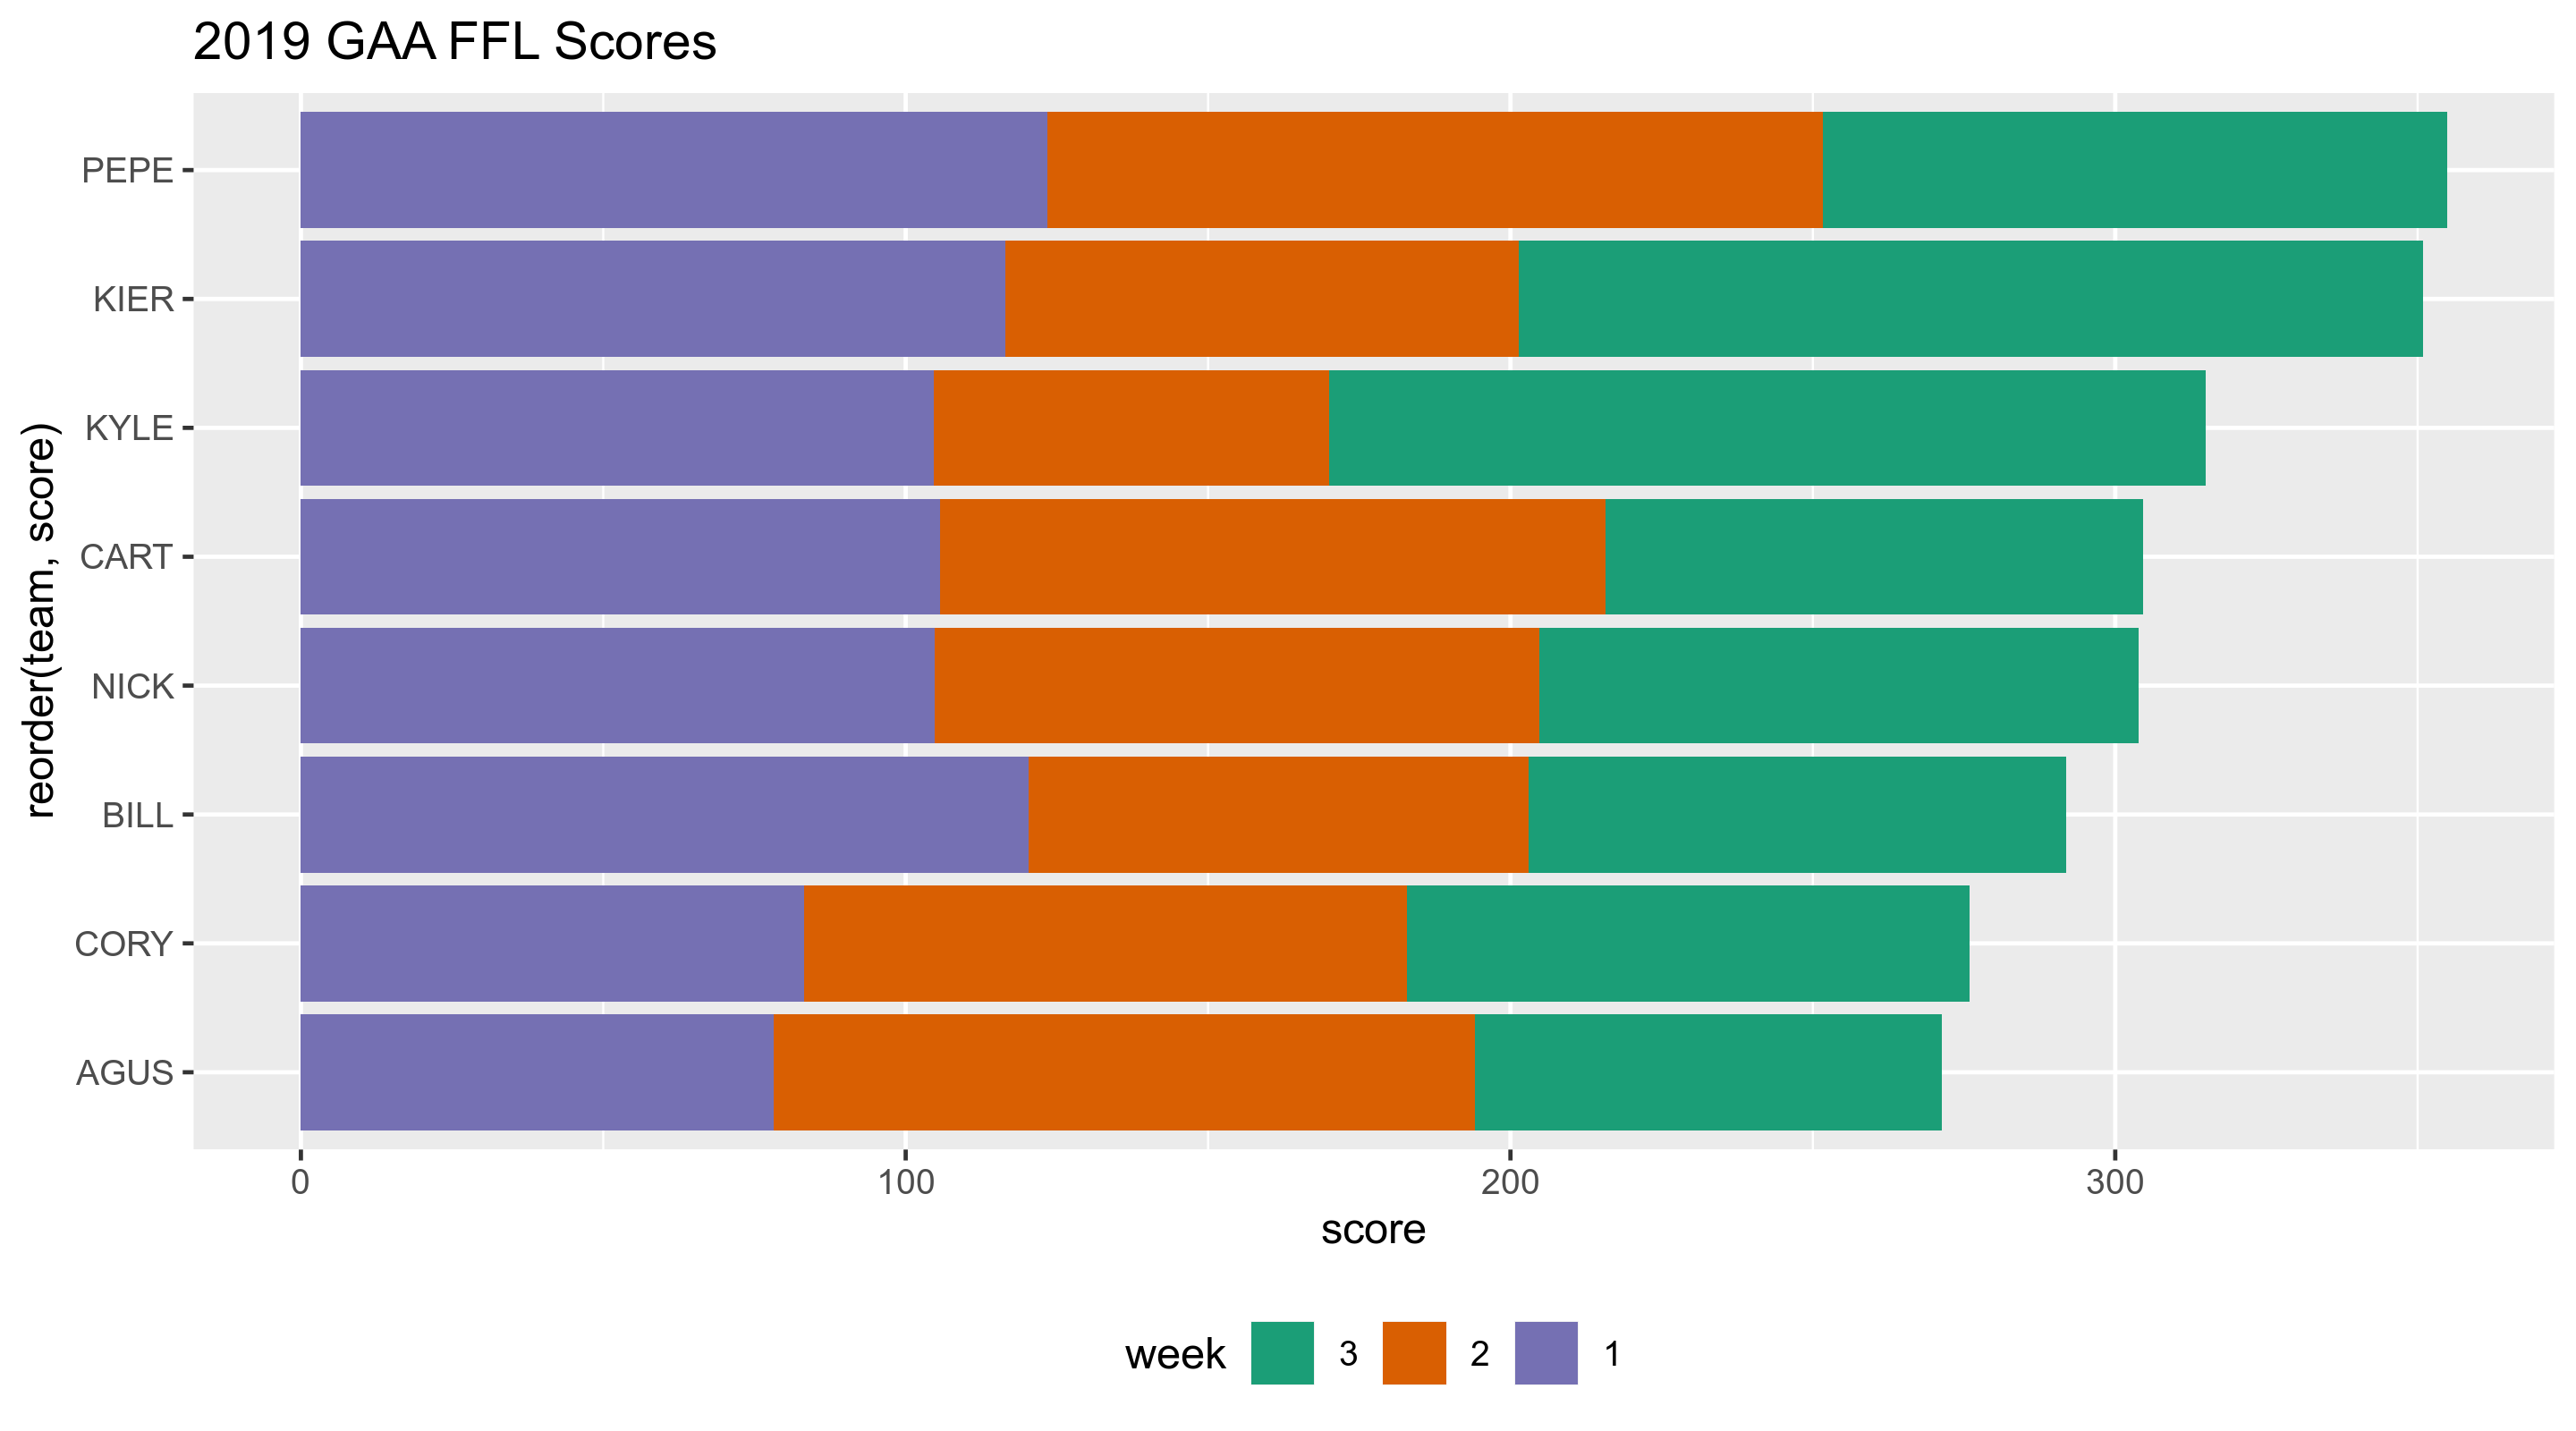 2019 GAA FFL Scores
reorder(team, score)
PEPE
KIER
KYLE
CART
NICK
BILL
CORY
AGUS
0 100 200 300
score
week 3 2 1